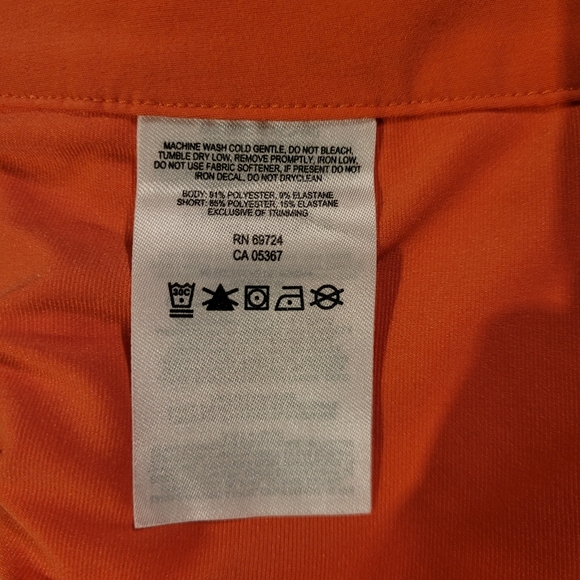 MACHINE WASH COLD GENTLE, DO NOT BLEACH,
TUMBLE DRY LOW, REMOVE PROMPTLY, IRON LOW,
DO NOT USE FABRIC SOFTENER, IF PRESENT DO NOT
IRON DECAL, DO NOT DRYCLEAN
BODY: 91% POLYESTER, 9% ELASTANE
SHORT: 85% POLYESTER, 15% ELASTANE
EXCLUSIVE OF TRIMMING
RN 69724
CA 05367
30C